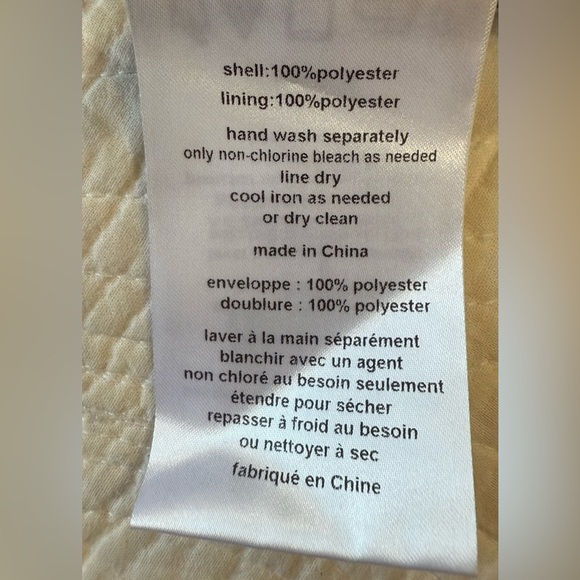 shell:100%polyester
lining:100%polyester
hand wash separately
only non-chlorine bleach as needed
line dry
cool iron as needed
or dry clean
made in China
enveloppe : 100% polyester
doublure : 100% polyester
laver à la main séparément
blanchir avec un agent
non chloré au besoin seulement
étendre pour sécher
repasser à froid au besoin
ou nettoyer à sec
fabriqué en Chine